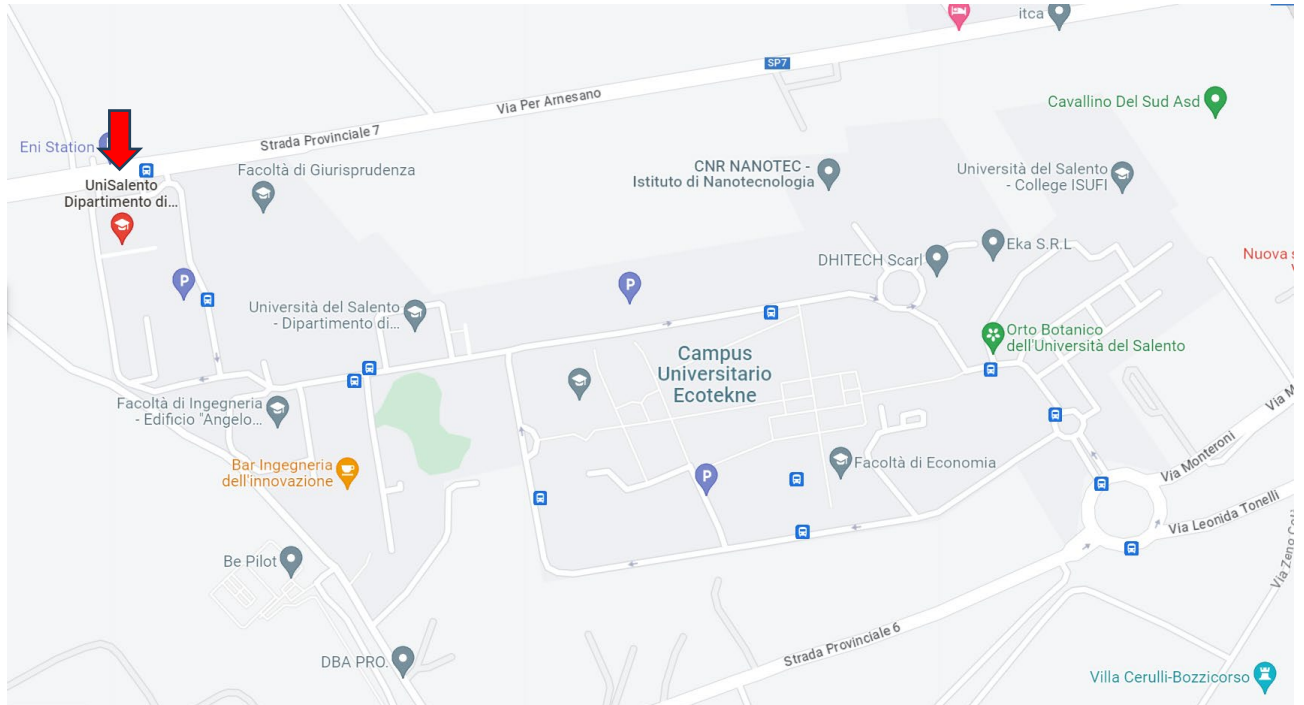 itca
SP7
Via Per Arnesano
Cavallino Del Sud Asd
Eni Station
Strada Provinciale 7
Facoltà di Giurisprudenza
CNR NANOTEC -
Istituto di Nanotecnologia
Università del Salento
- College ISUFI
UniSalento
Dipartimento di...
P
Eka S.R.L
DHITECH Scarl
Nuova s
P
Università del Salento
- Dipartimento di...
Orto Botanico
dell'Università del Salento
Campus
Universitario
Ecotekne
Facoltà di Ingegneria
- Edificio "Angelo...
Via M
Via Monteroni
Bar Ingegneria
dell'innovazione
P
Facoltà di Economia
Via Leonida Tonelli
Via Zeno
Be Pilot
Strada Provinciale 6
DBA PRO.
Villa Cerulli-Bozzicorso